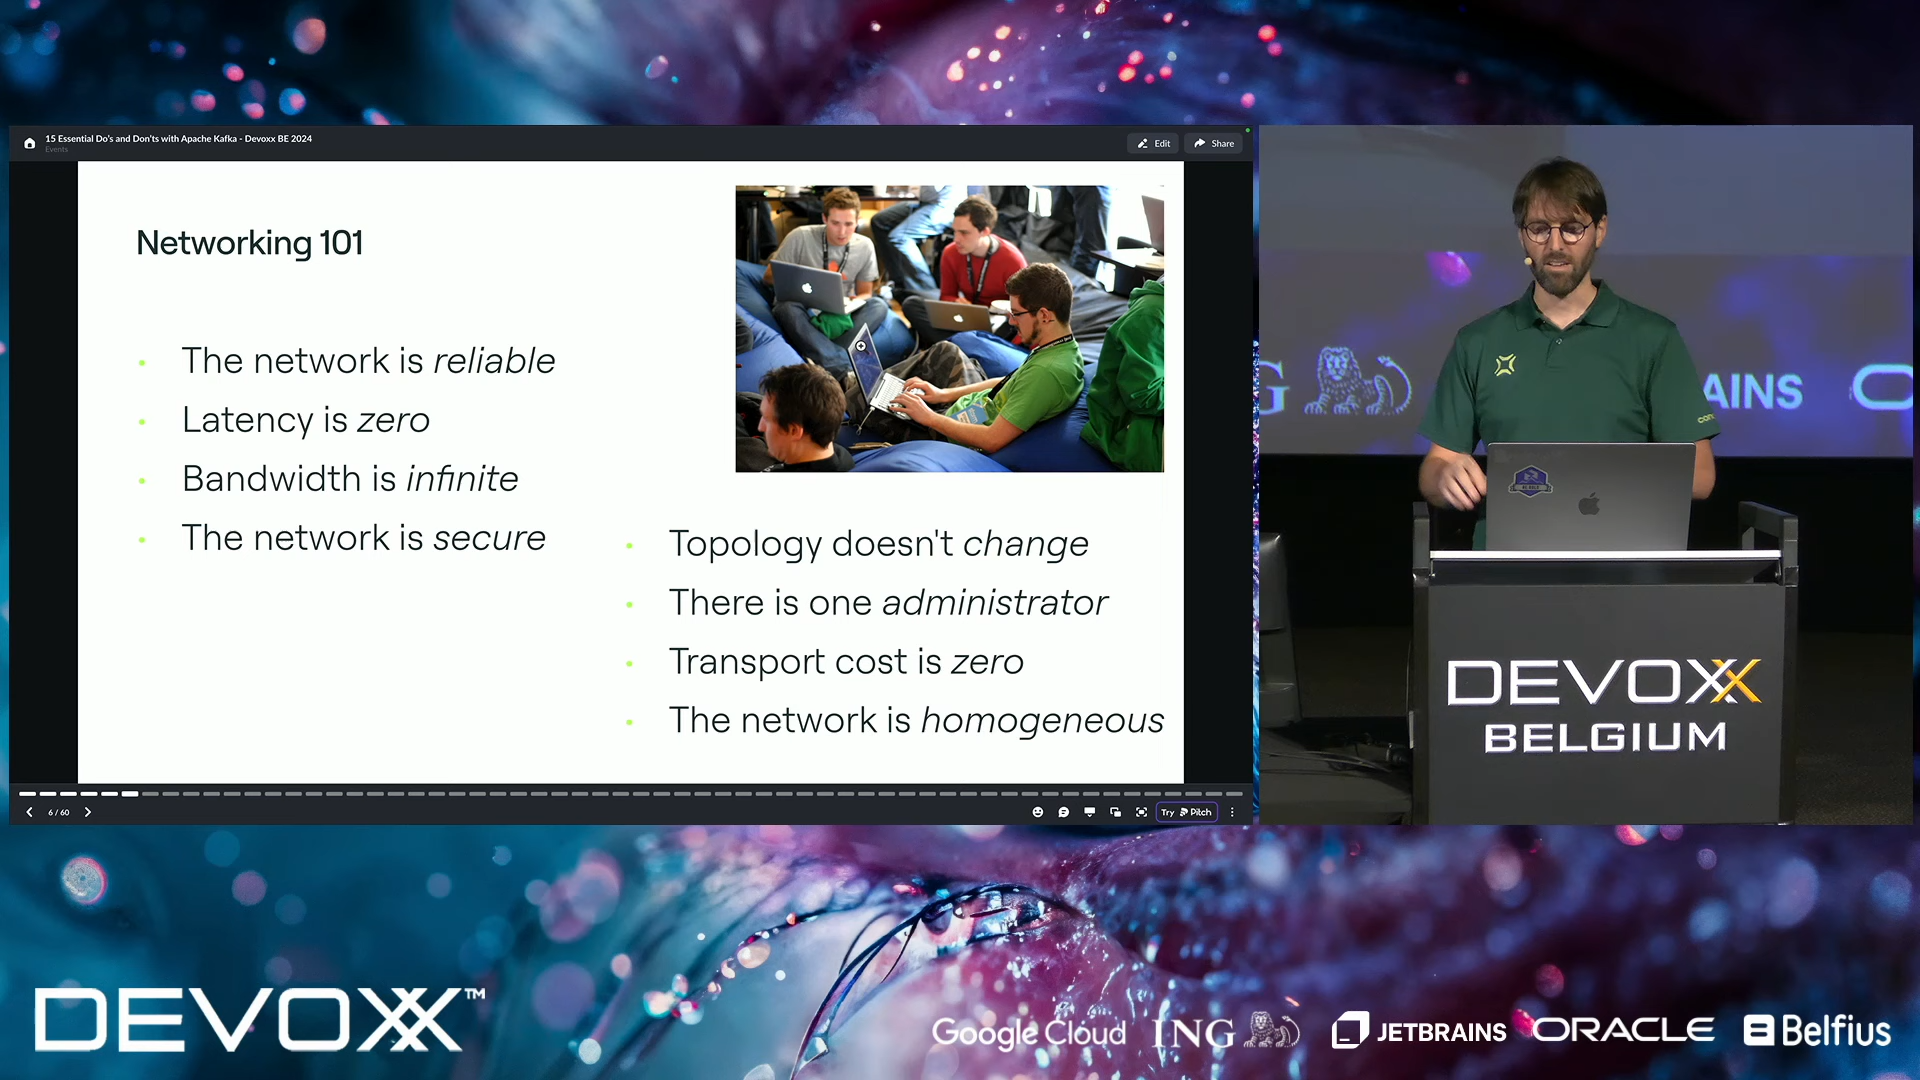 15 Essential Do's and Don'ts with Apache Kafka - Devoxx BE 2024
Events
Edit
Share
Networking 101
The network is reliable
Latency is zero
Bandwidth is infinite
The network is secure
Topology doesn't change
There is one administrator
Transport cost is zero
The network is homogeneous
6 / 60
Try Pitch
G
AINS
DEVOXX
BELGIUM
DEVOXX™
Google Cloud
ING
JETBRAINS
ORACLE
Belfius